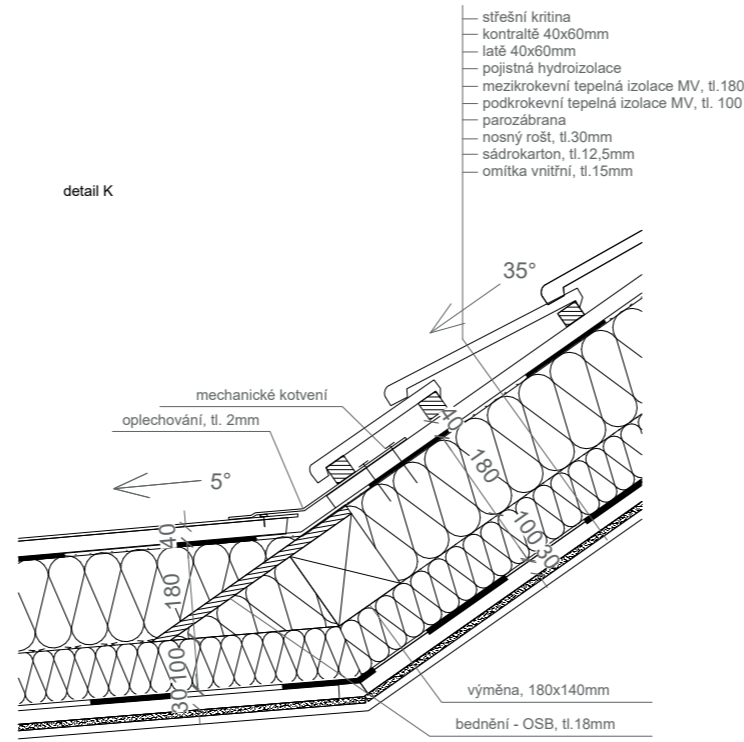 střešní kritina
kontraltě 40x60mm
latě 40x60mm
pojistná hydroizolace
mezikrokevní tepelná izolace MV, tl.180
podkrokevní tepelná izolace MV, tl. 100
parozábrana
nosný rošt, tl.30mm
sádrokarton, tl.12,5mm
omítka vnitřní, tl.15mm
detail K
35°
mechanické kotvení
oplechování, tl. 2mm
5°
40
180
100
30
40
180
100
30
výměna, 180x140mm
bednění - OSB, tl.18mm